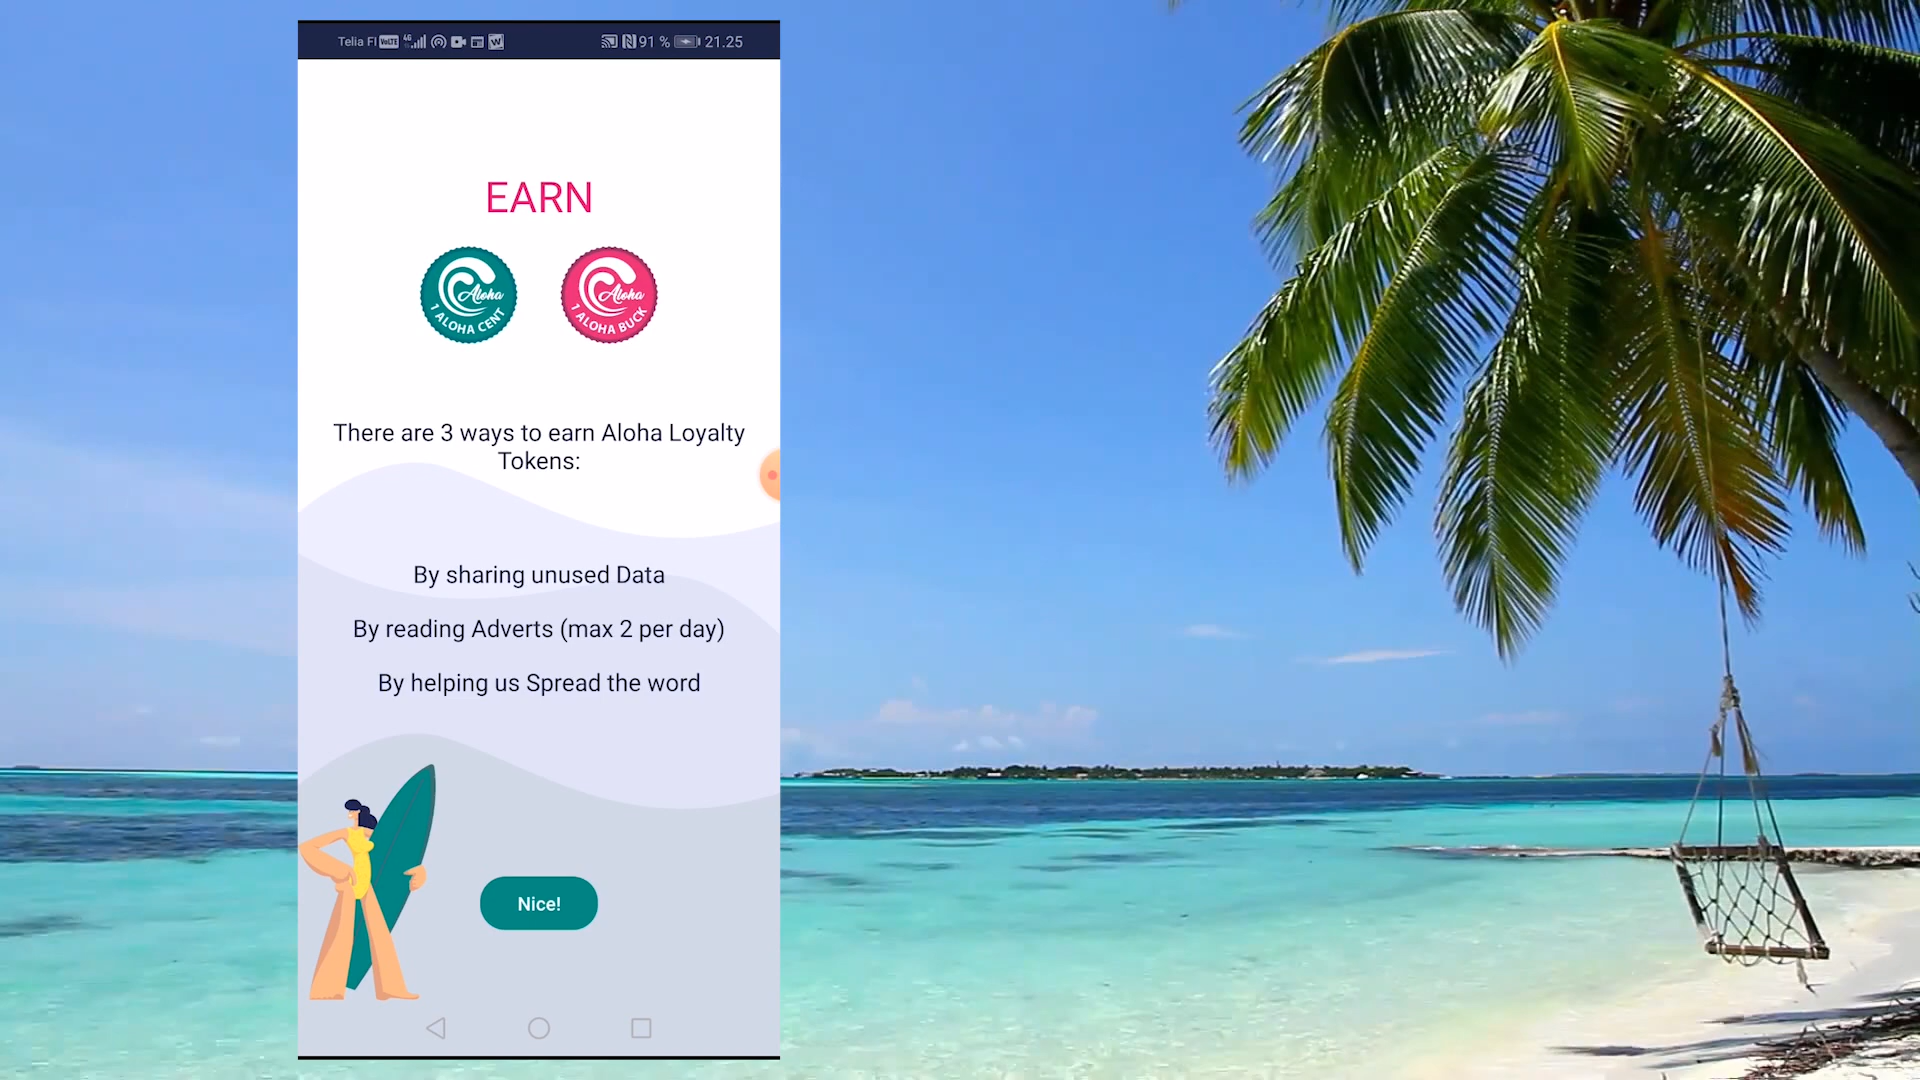 Telia FI VoLTE 4G W 91 % 21.25
EARN
Aloha
1 ALOHA CENT
Aloha
1 ALOHA BUCK
There are 3 ways to earn Aloha Loyalty
Tokens:
By sharing unused Data
By reading Adverts (max 2 per day)
By helping us Spread the word
Nice!